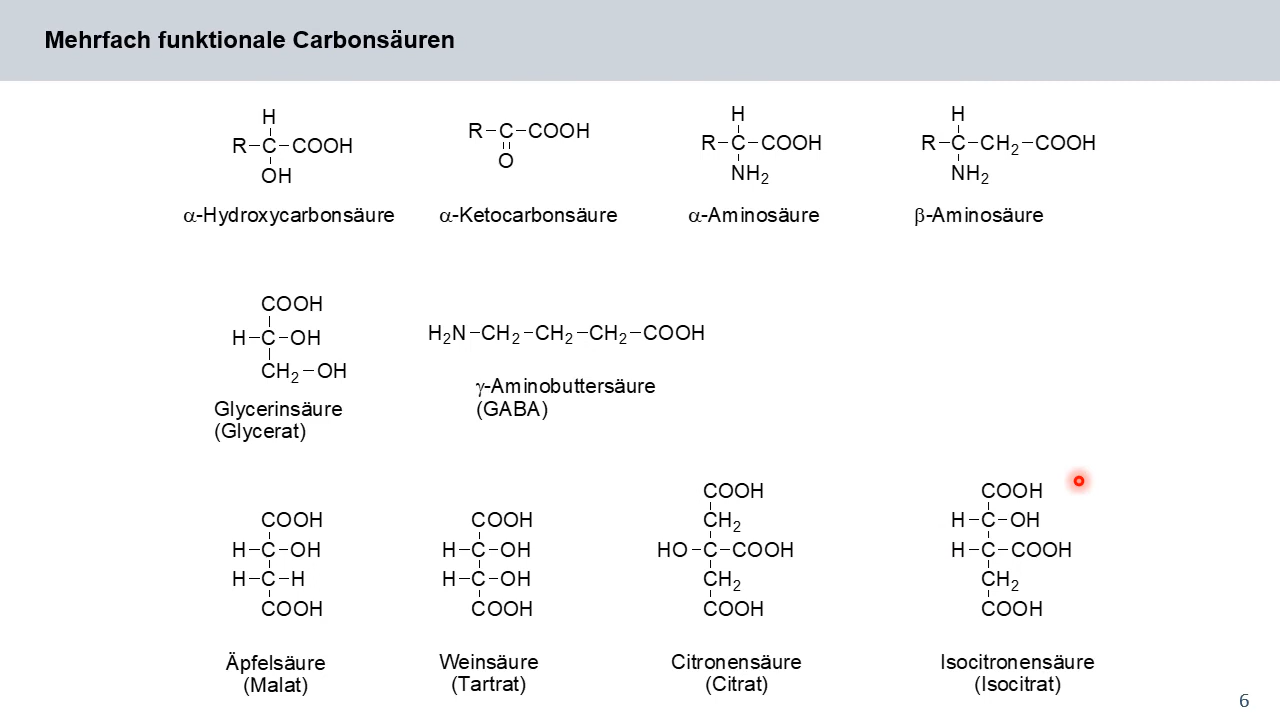 Mehrfach funktionale Carbonsäuren
H
R–C–COOH
OH
α-Hydroxycarbonsäure
R–C–COOH
O
α-Ketocarbonsäure
H
R–C–COOH
NH₂
α-Aminosäure
H
R–C–CH₂–COOH
NH₂
β-Aminosäure
COOH
H–C–OH
CH₂–OH
Glycerinsäure
(Glycerat)
H₂N–CH₂–CH₂–CH₂–COOH
γ-Aminobuttersäure
(GABA)
COOH
H–C–OH
H–C–H
COOH
Äpfelsäure
(Malat)
COOH
H–C–OH
H–C–OH
COOH
Weinsäure
(Tartrat)
COOH
CH₂
HO–C–COOH
CH₂
COOH
Citronensäure
(Citrat)
COOH
H–C–OH
H–C–COOH
CH₂
COOH
Isocitronensäure
(Isocitrat)
6